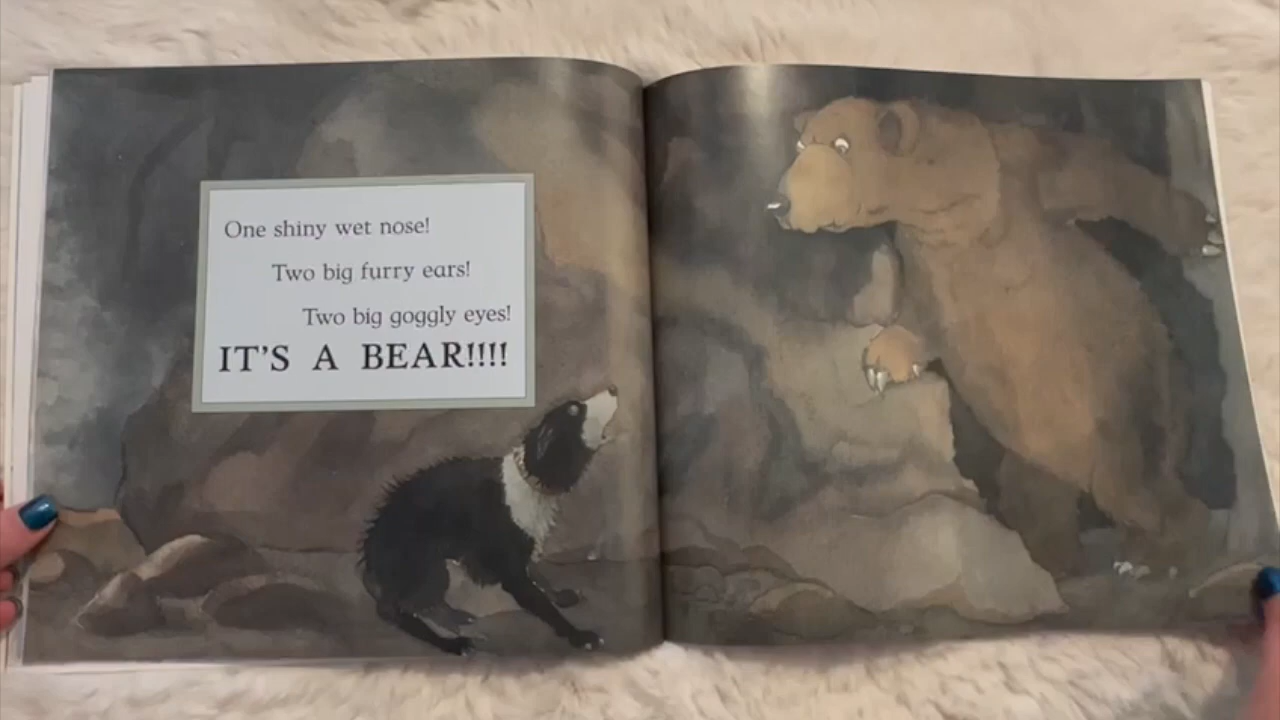 One shiny wet nose!
Two big furry ears!
Two big goggly eyes!
IT'S A BEAR!!!!